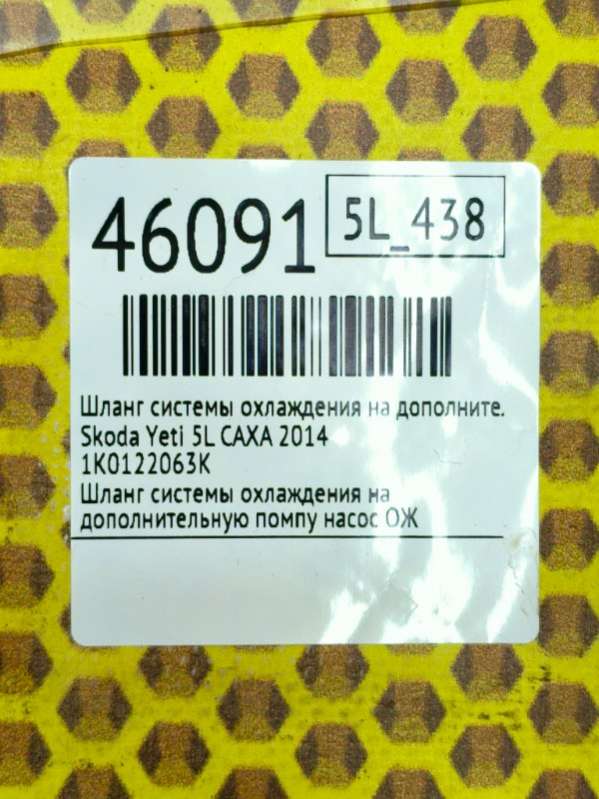 46091
5L_438
Шланг системы охлаждения на дополните.
Skoda Yeti 5L CAXA 2014
1K0122063K
Шланг системы охлаждения на
дополнительную помпу насос ОЖ